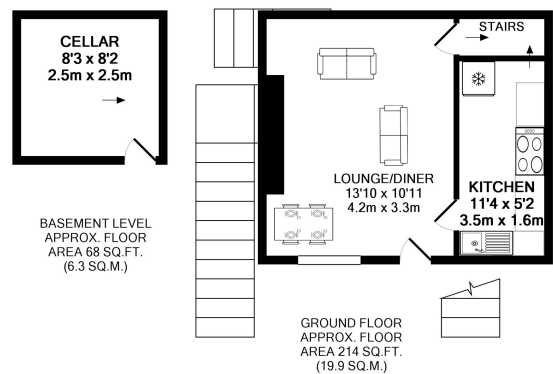 CELLAR
8'3 x 8'2
2.5m x 2.5m
BASEMENT LEVEL
APPROX. FLOOR
AREA 68 SQ.FT.
(6.3 SQ.M.)
STAIRS
LOUNGE/DINER
13'10 x 10'11
4.2m x 3.3m
KITCHEN
11'4 x 5'2
3.5m x 1.6m
GROUND FLOOR
APPROX. FLOOR
AREA 214 SQ.FT.
(19.9 SQ.M.)